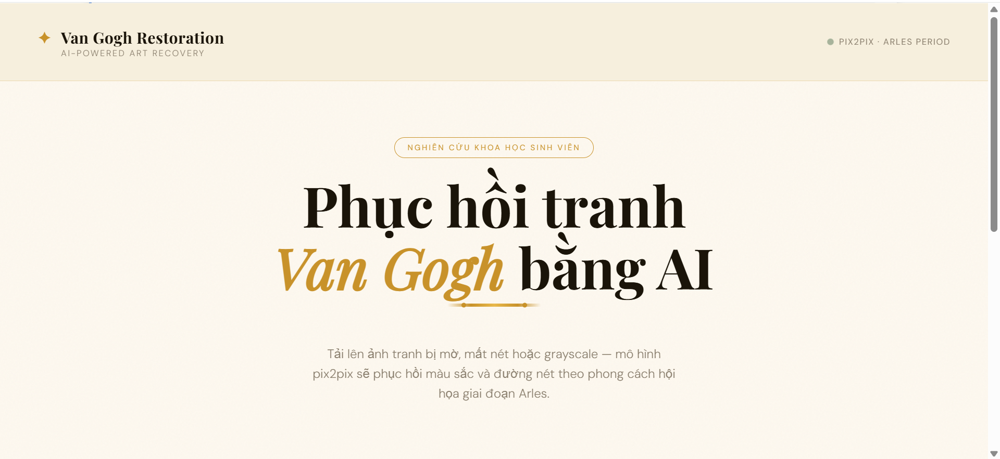 Van Gogh Restoration
AI-POWERED ART RECOVERY
PIX2PIX · ARLES PERIOD
NGHIÊN CỨU KHOA HỌC SINH VIÊN
Phục hồi tranh
Van Gogh bằng AI
Tải lên ảnh tranh bị mờ, mất nét hoặc grayscale — mô hình
pix2pix sẽ phục hồi màu sắc và đường nét theo phong cách hội
họa giai đoạn Arles.